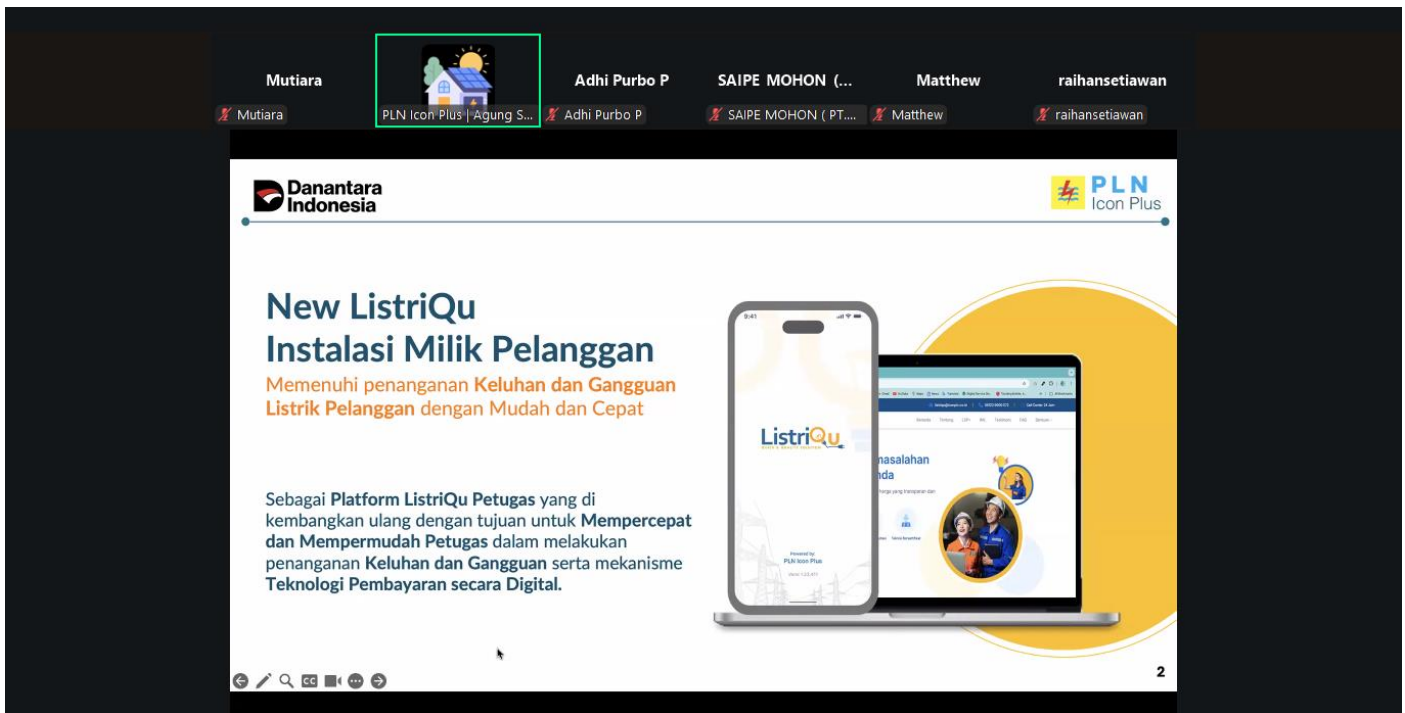 Mutiara
Adhi Purbo P
SAIPE MOHON (...
Matthew
raihansetiawan
Mutiara
PLN Icon Plus | Agung S...
Adhi Purbo P
SAIPE MOHON ( PT....
Matthew
raihansetiawan
Danantara
Indonesia
PLN
Icon Plus
New ListriQu
Instalasi Milik Pelanggan
Memenuhi penanganan Keluhan dan Gangguan
Listrik Pelanggan dengan Mudah dan Cepat
Sebagai Platform ListriQu Petugas yang di
kembangkan ulang dengan tujuan untuk Mempercepat
dan Mempermudah Petugas dalam melakukan
penanganan Keluhan dan Gangguan serta mekanisme
Teknologi Pembayaran secara Digital.
9:41
ListriQu
Powered by
PLN Icon Plus
masalahan
nda
CC
2